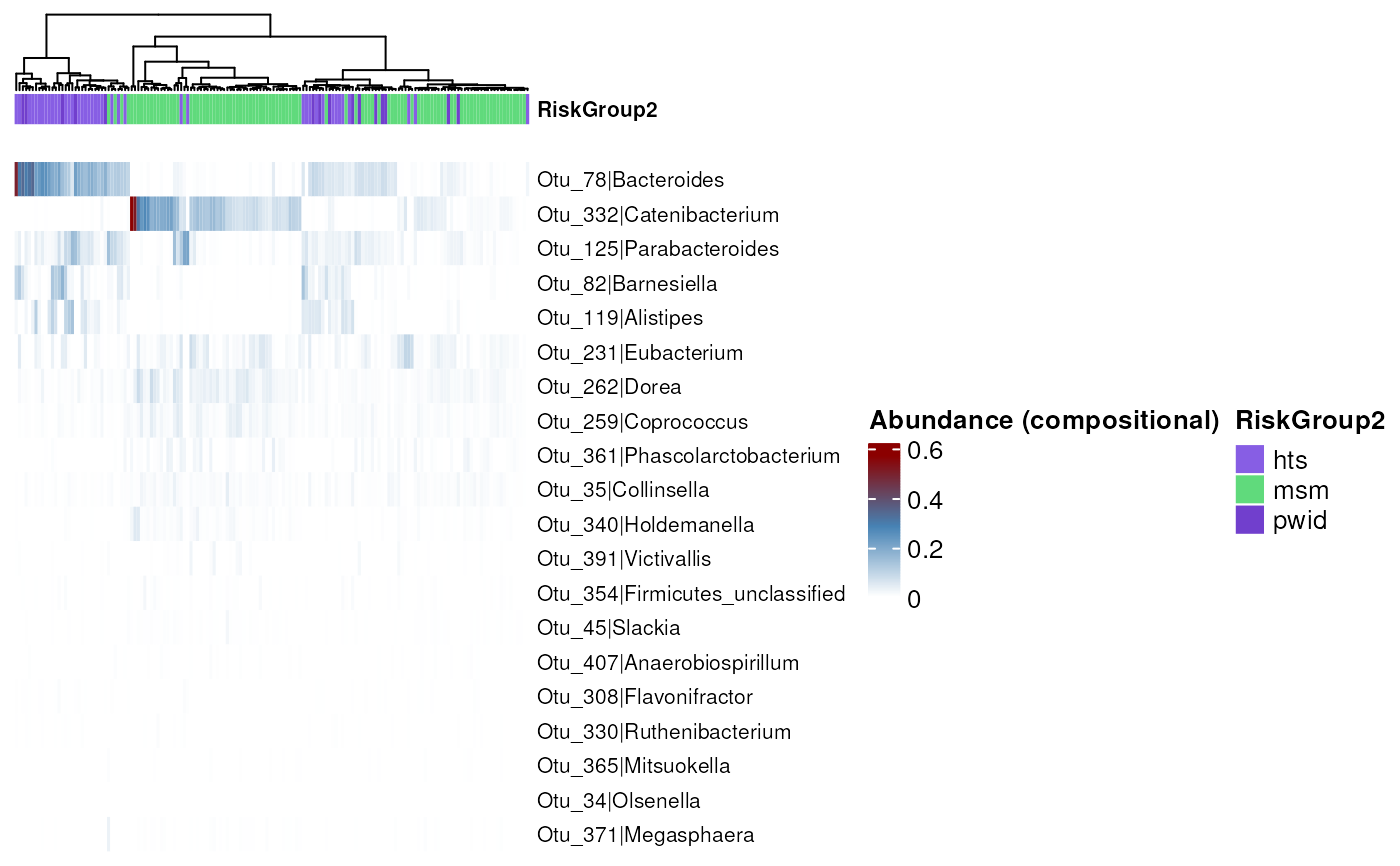 RiskGroup2
Otu_78|Bacteroides
Otu_332|Catenibacterium
Otu_125|Parabacteroides
Otu_82|Barnesiella
Otu_119|Alistipes
Otu_231|Eubacterium
Otu_262|Dorea
Otu_259|Coprococcus
Otu_361|Phascolarctobacterium
Otu_35|Collinsella
Otu_340|Holdemanella
Otu_391|Victivallis
Otu_354|Firmicutes_unclassified
Otu_45|Slackia
Otu_407|Anaerobiospirillum
Otu_308|Flavonifractor
Otu_330|Ruthenibacterium
Otu_365|Mitsuokella
Otu_34|Olsenella
Otu_371|Megasphaera
Abundance (compositional)
0.6
0.4
0.2
0
RiskGroup2
hts
msm
pwid